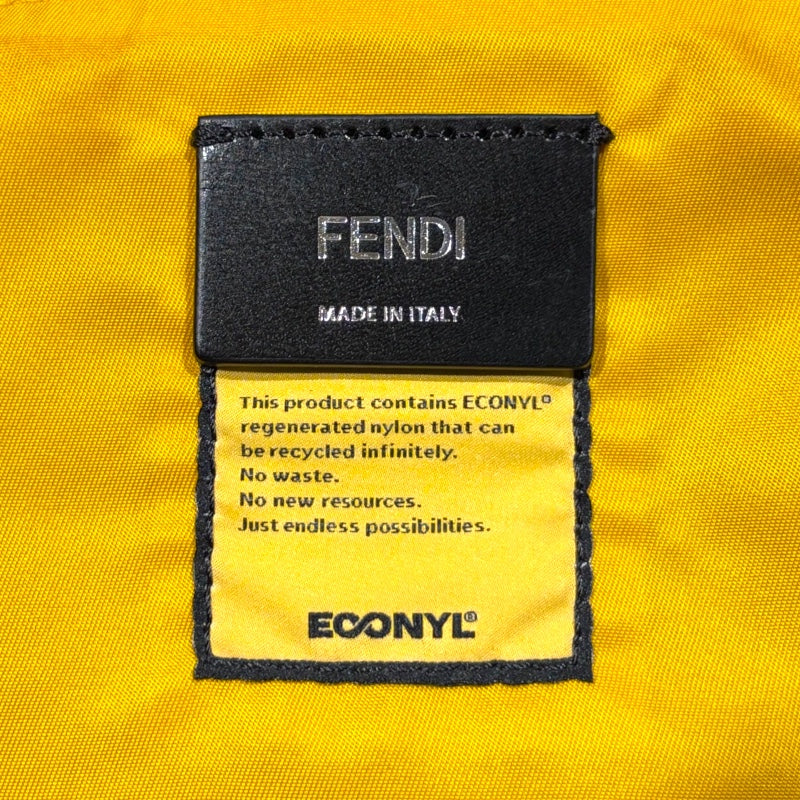 FENDI
MADE IN ITALY
This product contains ECONYL®
regenerated nylon that can
be recycled infinitely.
No waste.
No new resources.
Just endless possibilities.
ECONYL®